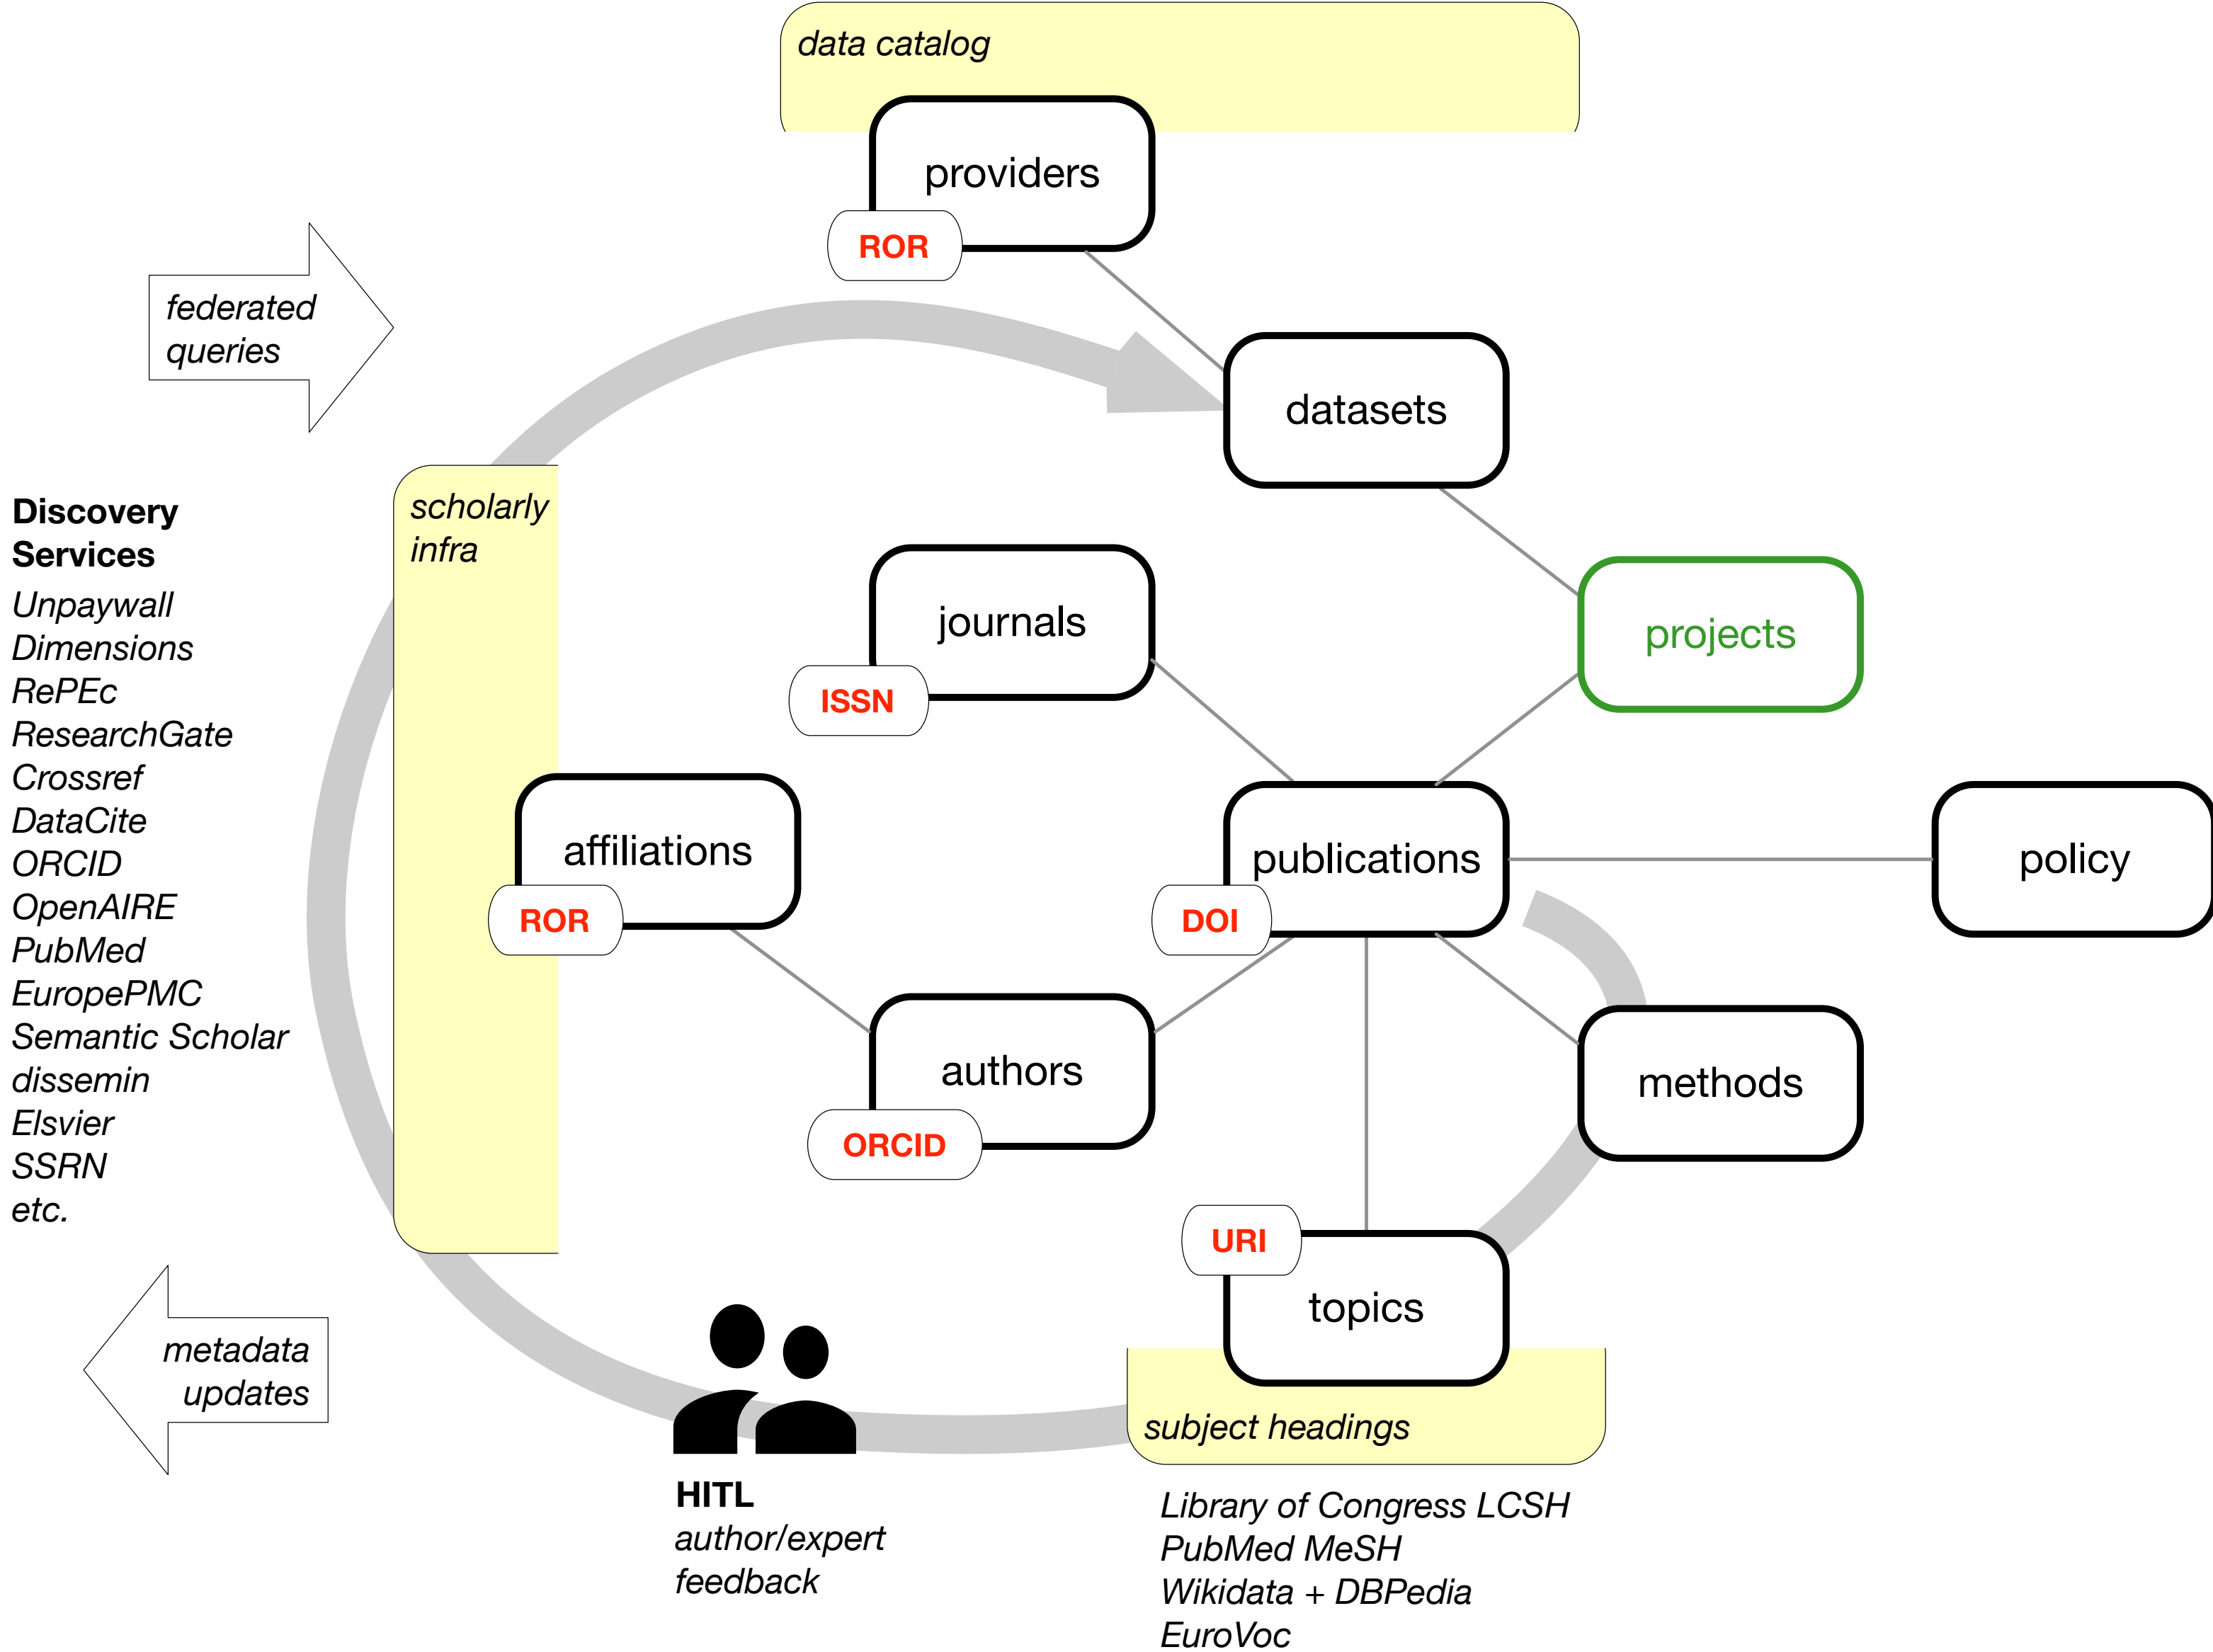 data catalog
providers
ROR
federated
queries
datasets
scholarly
infra
Discovery
Services
Unpaywall
Dimensions
RePEc
ResearchGate
Crossref
DataCite
ORCID
OpenAIRE
PubMed
EuropePMC
Semantic Scholar
dissemin
Elsvier
SSRN
etc.
journals
ISSN
projects
affiliations
ROR
publications
DOI
policy
authors
ORCID
methods
URI
topics
metadata
updates
subject headings
HITL
author/expert
feedback
Library of Congress LCSH
PubMed MeSH
Wikidata + DBPedia
EuroVoc